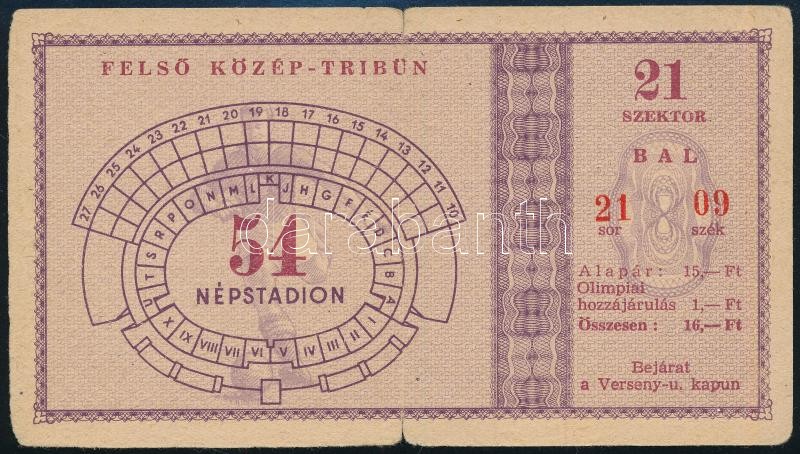 FELSŐ KÖZÉP-TRIBÜN
27 26 25 24 23 22 21 20 19 18 17 16 15 14 13 12 11 10
Ü T S R P O N M L K J H G F E É D C B A
54
NÉPSTADION
X IX VIII VII VI V IV III II I
21
SZEKTOR
BAL
21 09
sor szék
Alapár: 15,— Ft
Olimpiai
hozzájárulás 1,— Ft
Összesen: 16,— Ft
Bejárat
a Verseny-u. kapun
darabanth